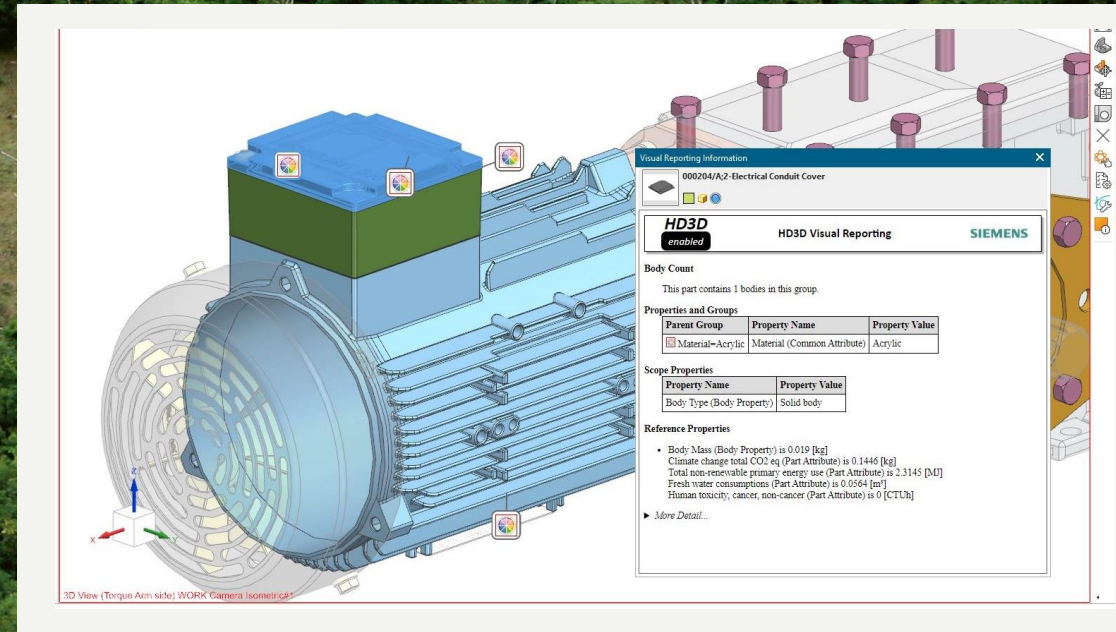 Visual Reporting Information
000204/A;2-Electrical Conduit Cover
HD3D
enabled
HD3D Visual Reporting
SIEMENS
Body Count
This part contains 1 bodies in this group.
Properties and Groups
Parent Group Property Name Property Value
Material=Acrylic Material (Common Attribute) Acrylic
Scope Properties
Property Name Property Value
Body Type (Body Property) Solid body
Reference Properties
• Body Mass (Body Property) is 0.019 [kg]
Climate change total CO2 eq (Part Attribute) is 0.1446 [kg]
Total non-renewable primary energy use (Part Attribute) is 2.3145 [MJ]
Fresh water consumptions (Part Attribute) is 0.0564 [m³]
Human toxicity, cancer, non-cancer (Part Attribute) is 0 [CTUh]
▶ More Detail...
Z
X
Y
3D View (Torque Arm side) WORK Camera Isometric#1